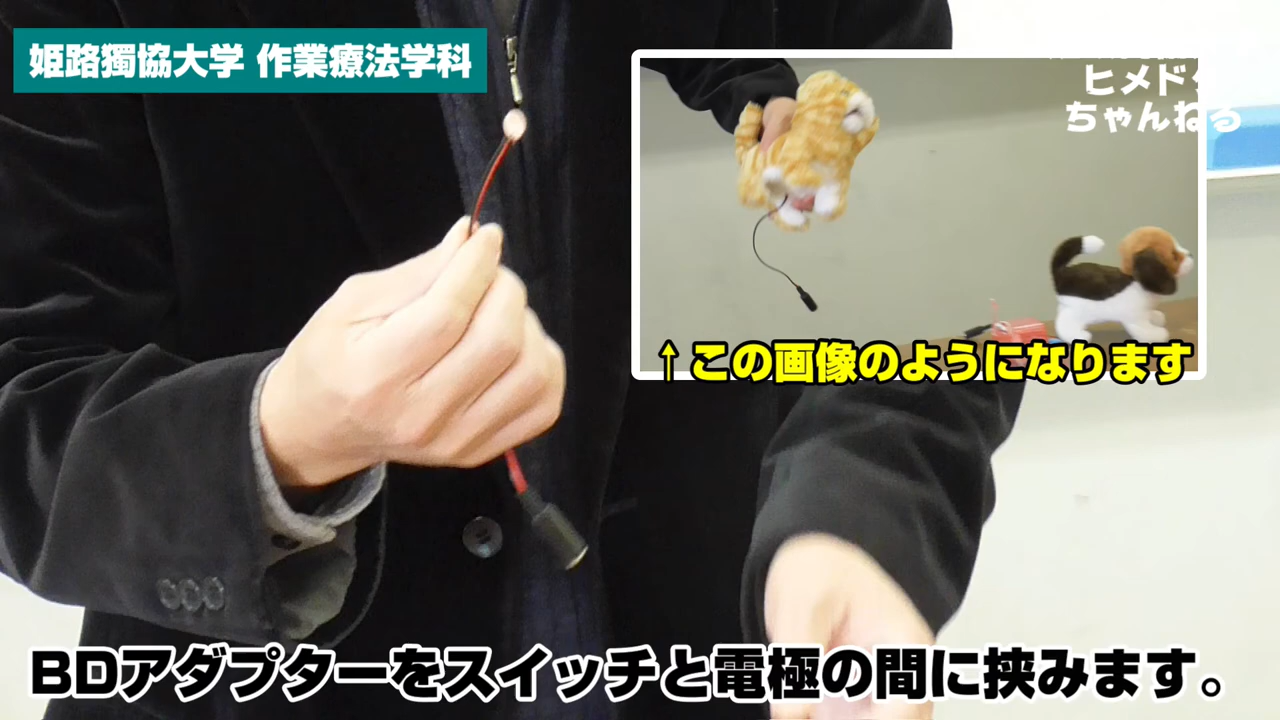 姫路獨協大学 作業療法学科
ヒメドク
ちゃんねる
↑この画像のようになります
BDアダプターをスイッチと電極の間に挟みます。